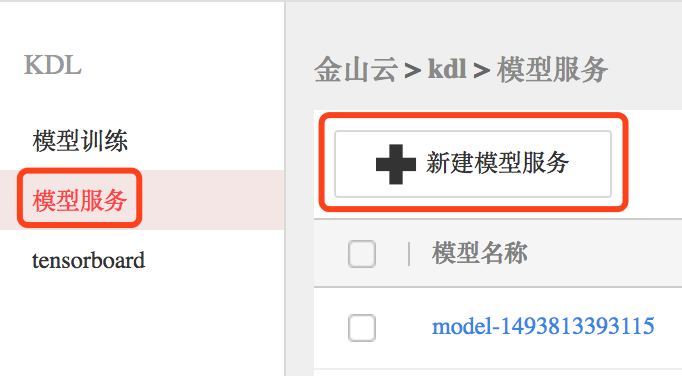 KDL
模型训练
模型服务
tensorboard
金山云>kdl>模型服务
新建模型服务
模型名称
model-1493813393115